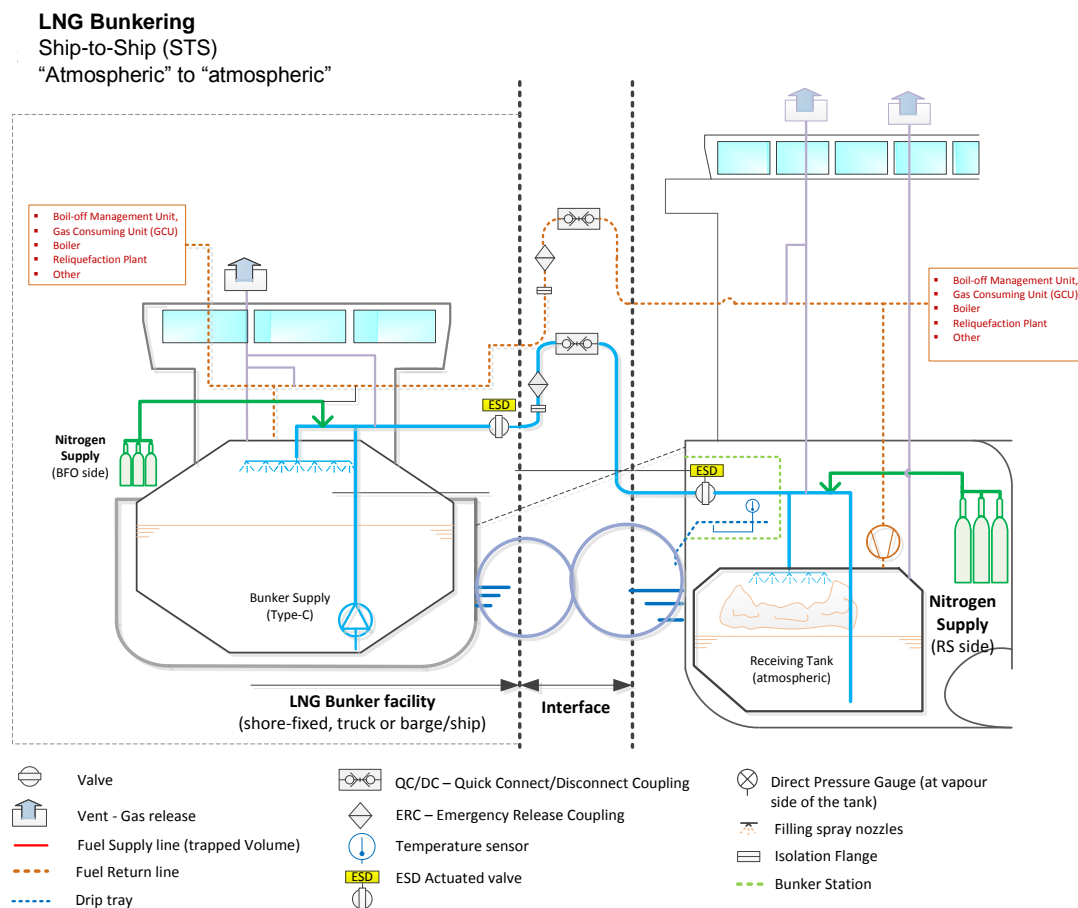 LNG Bunkering
Ship-to-Ship (STS)
“Atmospheric” to “atmospheric”
Boil-off Management Unit,
Gas Consuming Unit (GCU)
Boiler
Reliquefaction Plant
Other
Boil-off Management Unit,
Gas Consuming Unit (GCU)
Boiler
Reliquefaction Plant
Other
ESD
Nitrogen
Supply
(BFO side)
ESD
Bunker Supply
(Type-C)
Nitrogen
Supply
(RS side)
Receiving Tank
(atmospheric)
LNG Bunker facility
(shore-fixed, truck or barge/ship)
Interface
Valve
Vent - Gas release
Fuel Supply line (trapped Volume)
Fuel Return line
Drip tray
QC/DC – Quick Connect/Disconnect Coupling
ERC – Emergency Release Coupling
Temperature sensor
ESD
ESD Actuated valve
Direct Pressure Gauge (at vapour
side of the tank)
Filling spray nozzles
Isolation Flange
Bunker Station